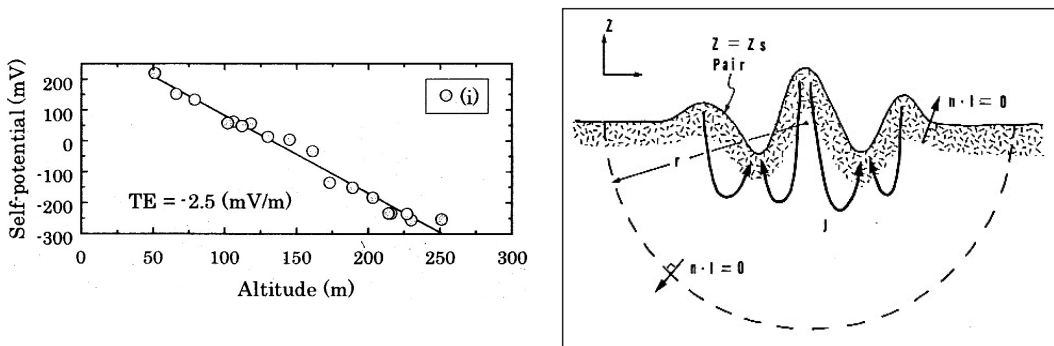 Self-potential (mV)
200
100
0
-100
-200
-300
(i)
TE = -2.5 (mV/m)
0
50
100
150
200
250
300
Altitude (m)
Z
Z = Zs
Pair
n · I = 0
r
J
n · I = 0